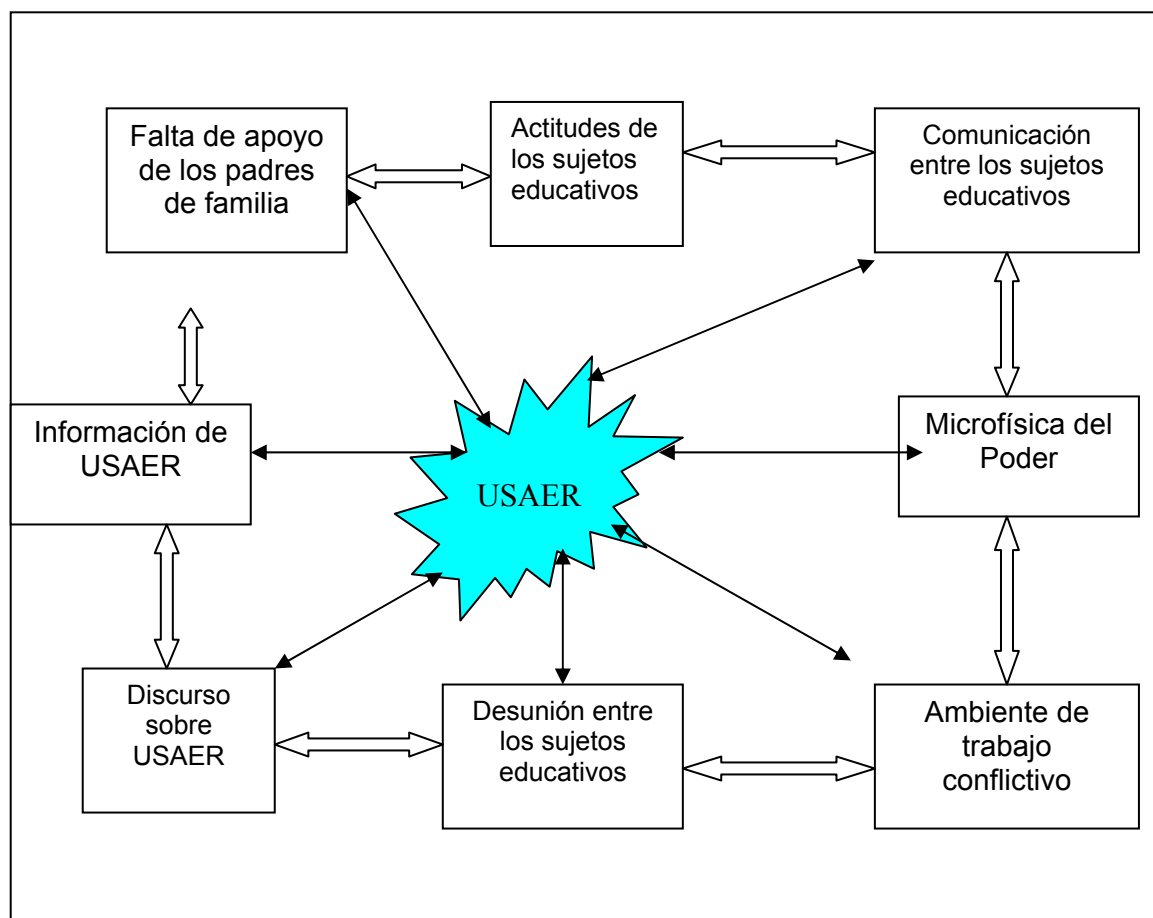 Falta de apoyo
de los padres
de familia
Actitudes de
los sujetos
educativos
Comunicación
entre los sujetos
educativos
Información de
USAER
USAER
Microfísica del
Poder
Discurso
sobre
USAER
Desunión entre
los sujetos
educativos
Ambiente de
trabajo
conflictivo